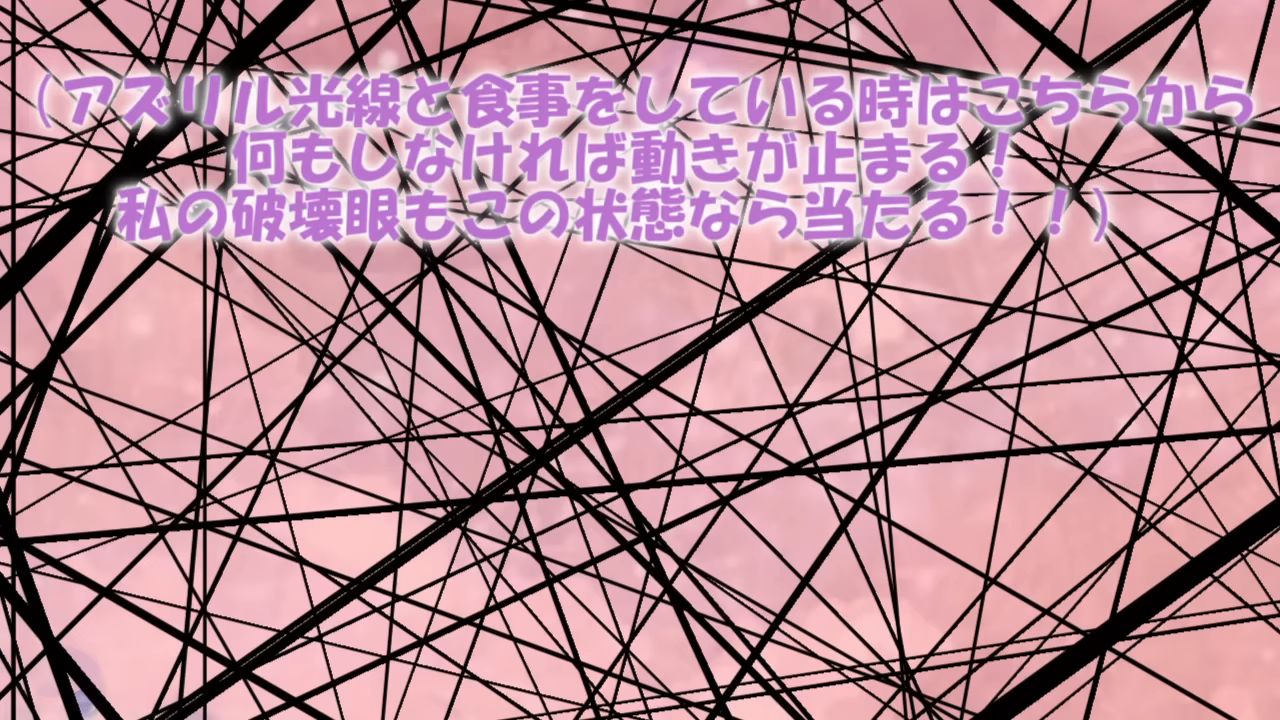 （アズリル光線と食事をしている時はこちらから
何もしなければ動きが止まる！
私の破壊眼もこの状態なら当たる！！）